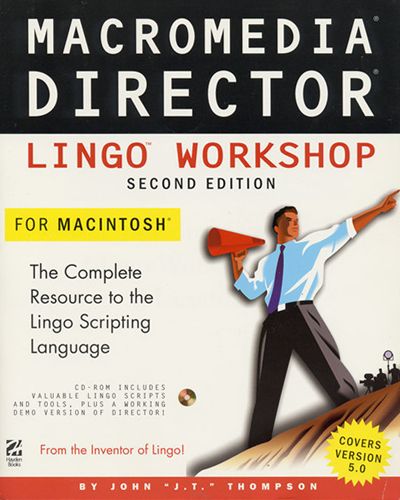 MACROMEDIA®
DIRECTOR®
LINGO™ WORKSHOP
SECOND EDITION
FOR MACINTOSH®
The Complete
Resource to the
Lingo Scripting
Language
CD-ROM INCLUDES
VALUABLE LINGO SCRIPTS
AND TOOLS, PLUS A WORKING
DEMO VERSION OF DIRECTOR!
Hayden
Books
From the Inventor of Lingo!
COVERS
VERSION
5.0
BY JOHN "J.T." THOMPSON